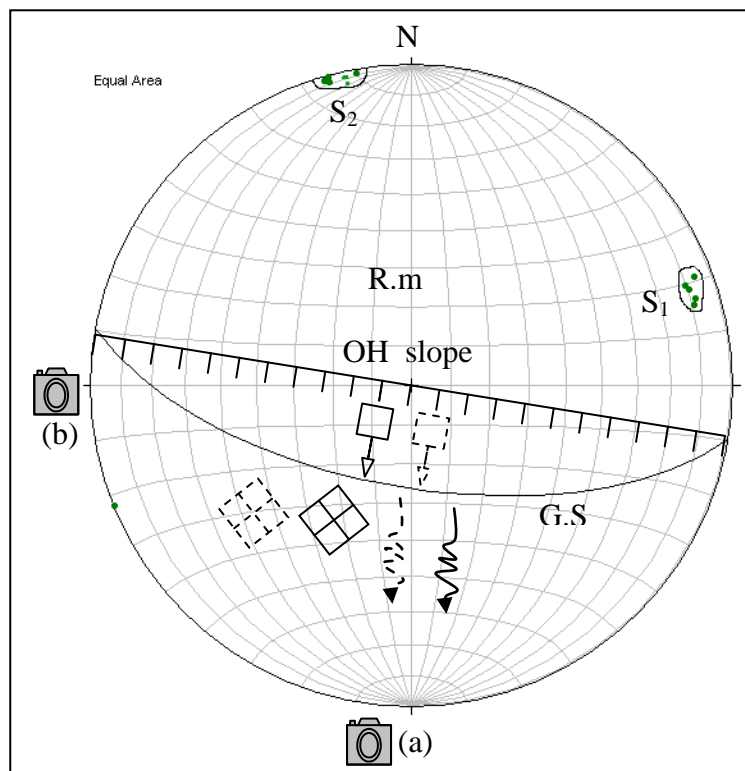 N
Equal Area
S₂
R.m
S₁
OH slope
(b)
G.S
(a)